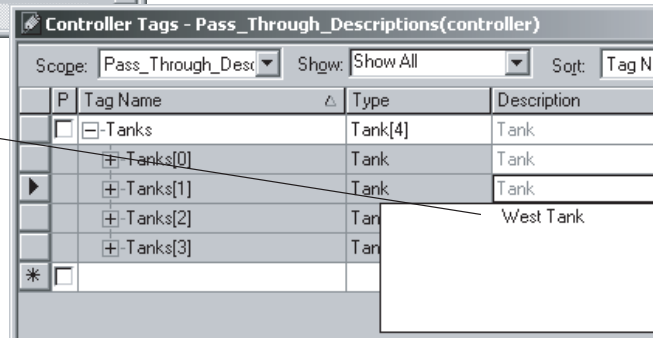 Controller Tags - Pass_Through_Descriptions(controller)
Scope: Pass_Through_Desc Show: Show All Sort: Tag N
P Tag Name Type Description
Tanks Tank[4] Tank
Tanks[0] Tank Tank
Tanks[1] Tank Tank
Tanks[2] Tan West Tank
Tanks[3] Tan